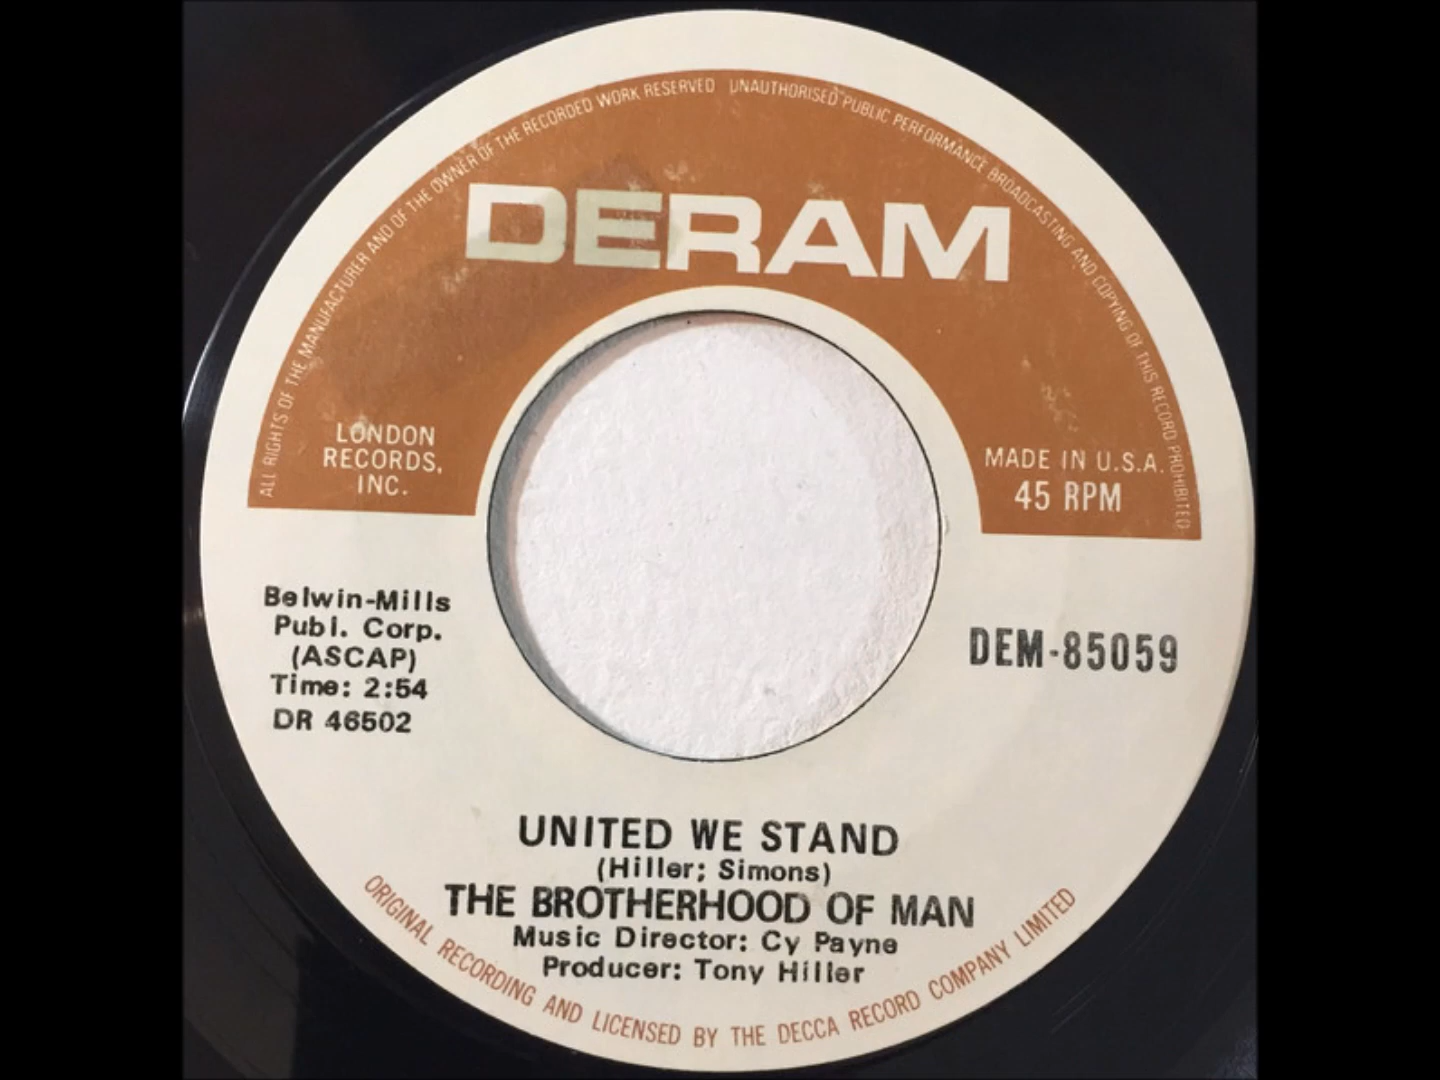 ALL RIGHTS OF THE MANUFACTURER AND OF THE OWNER OF THE RECORDED WORK RESERVED UNAUTHORISED PUBLIC PERFORMANCE BROADCASTING AND COPYING OF THIS RECORD PROHIBITED
DERAM
LONDON
RECORDS,
INC.
MADE IN U.S.A.
45 RPM
Belwin-Mills
Publ. Corp.
(ASCAP)
Time: 2:54
DR 46502
DEM-85059
UNITED WE STAND
(Hiller; Simons)
THE BROTHERHOOD OF MAN
Music Director: Cy Payne
Producer: Tony Hiller
ORIGINAL RECORDING AND LICENSED BY THE DECCA RECORD COMPANY LIMITED